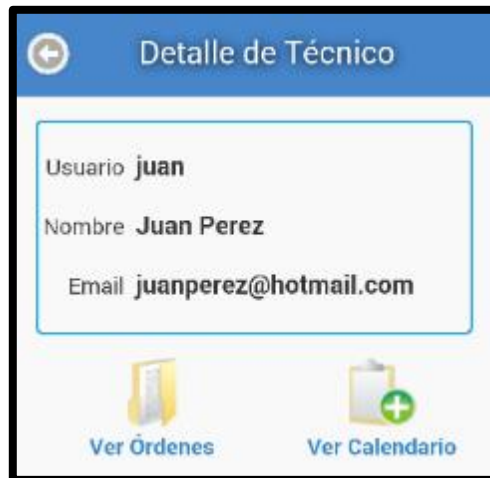 Detalle de Técnico
Usuario juan
Nombre Juan Perez
Email juanperez@hotmail.com
Ver Órdenes Ver Calendario